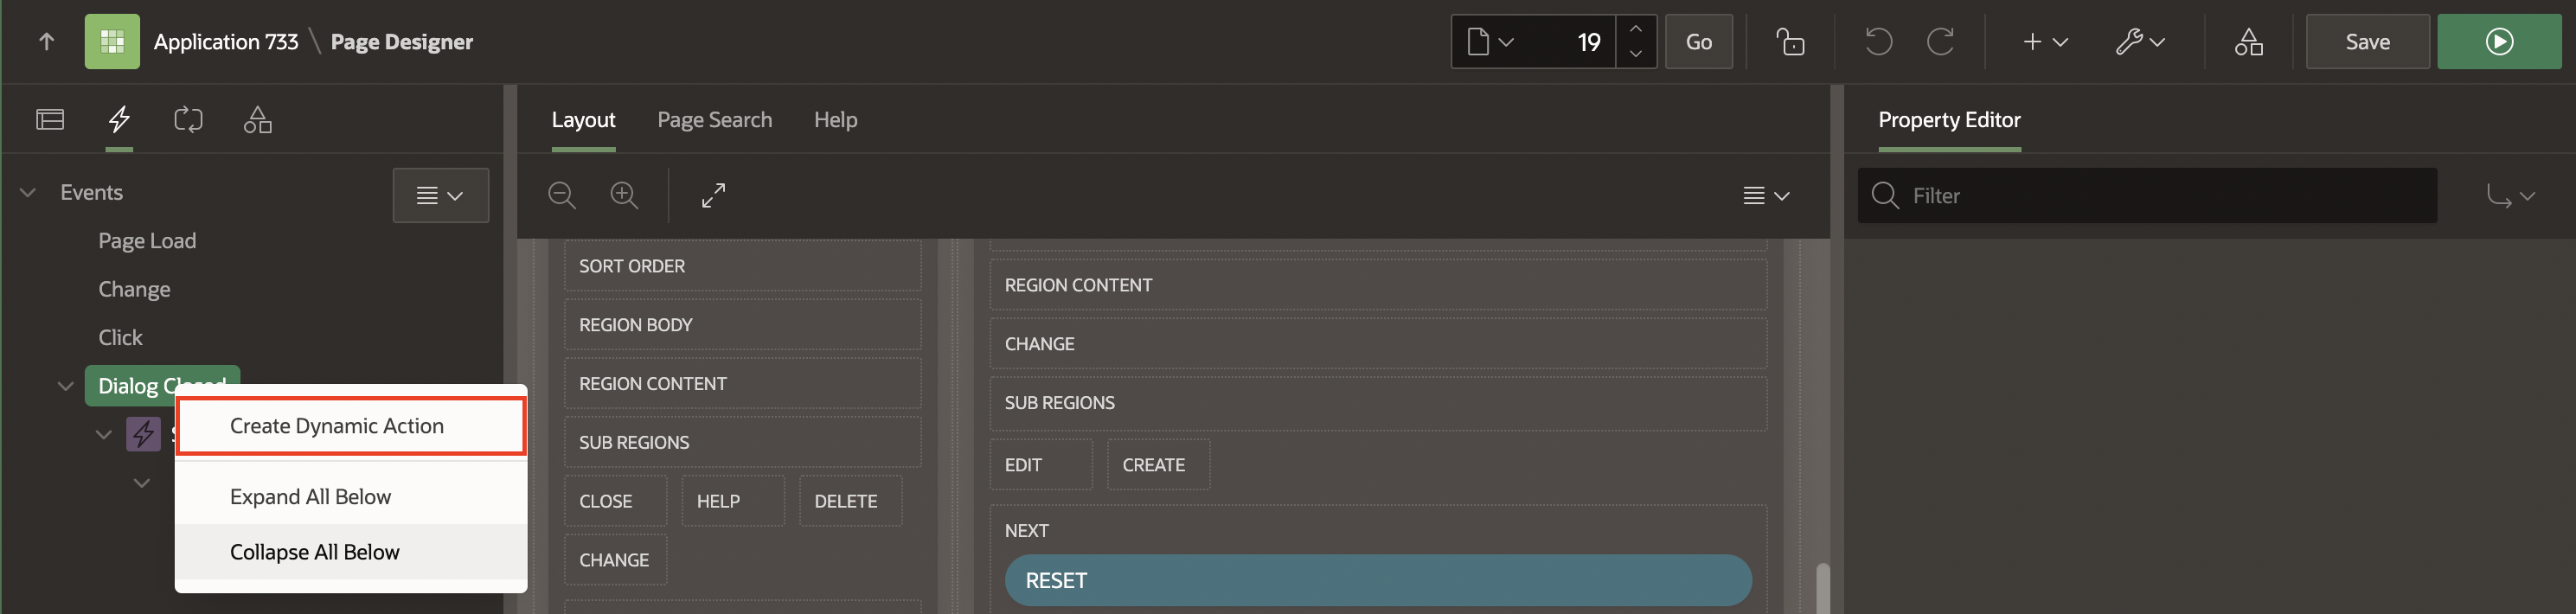 Application 733 \ Page Designer
19
Go
Save
Layout
Page Search
Help
Property Editor
Events
Filter
Page Load
Change
Click
Dialog Closed
Create Dynamic Action
Expand All Below
Collapse All Below
SORT ORDER
REGION BODY
REGION CONTENT
SUB REGIONS
CLOSE
HELP
DELETE
CHANGE
REGION CONTENT
CHANGE
SUB REGIONS
EDIT
CREATE
NEXT
RESET